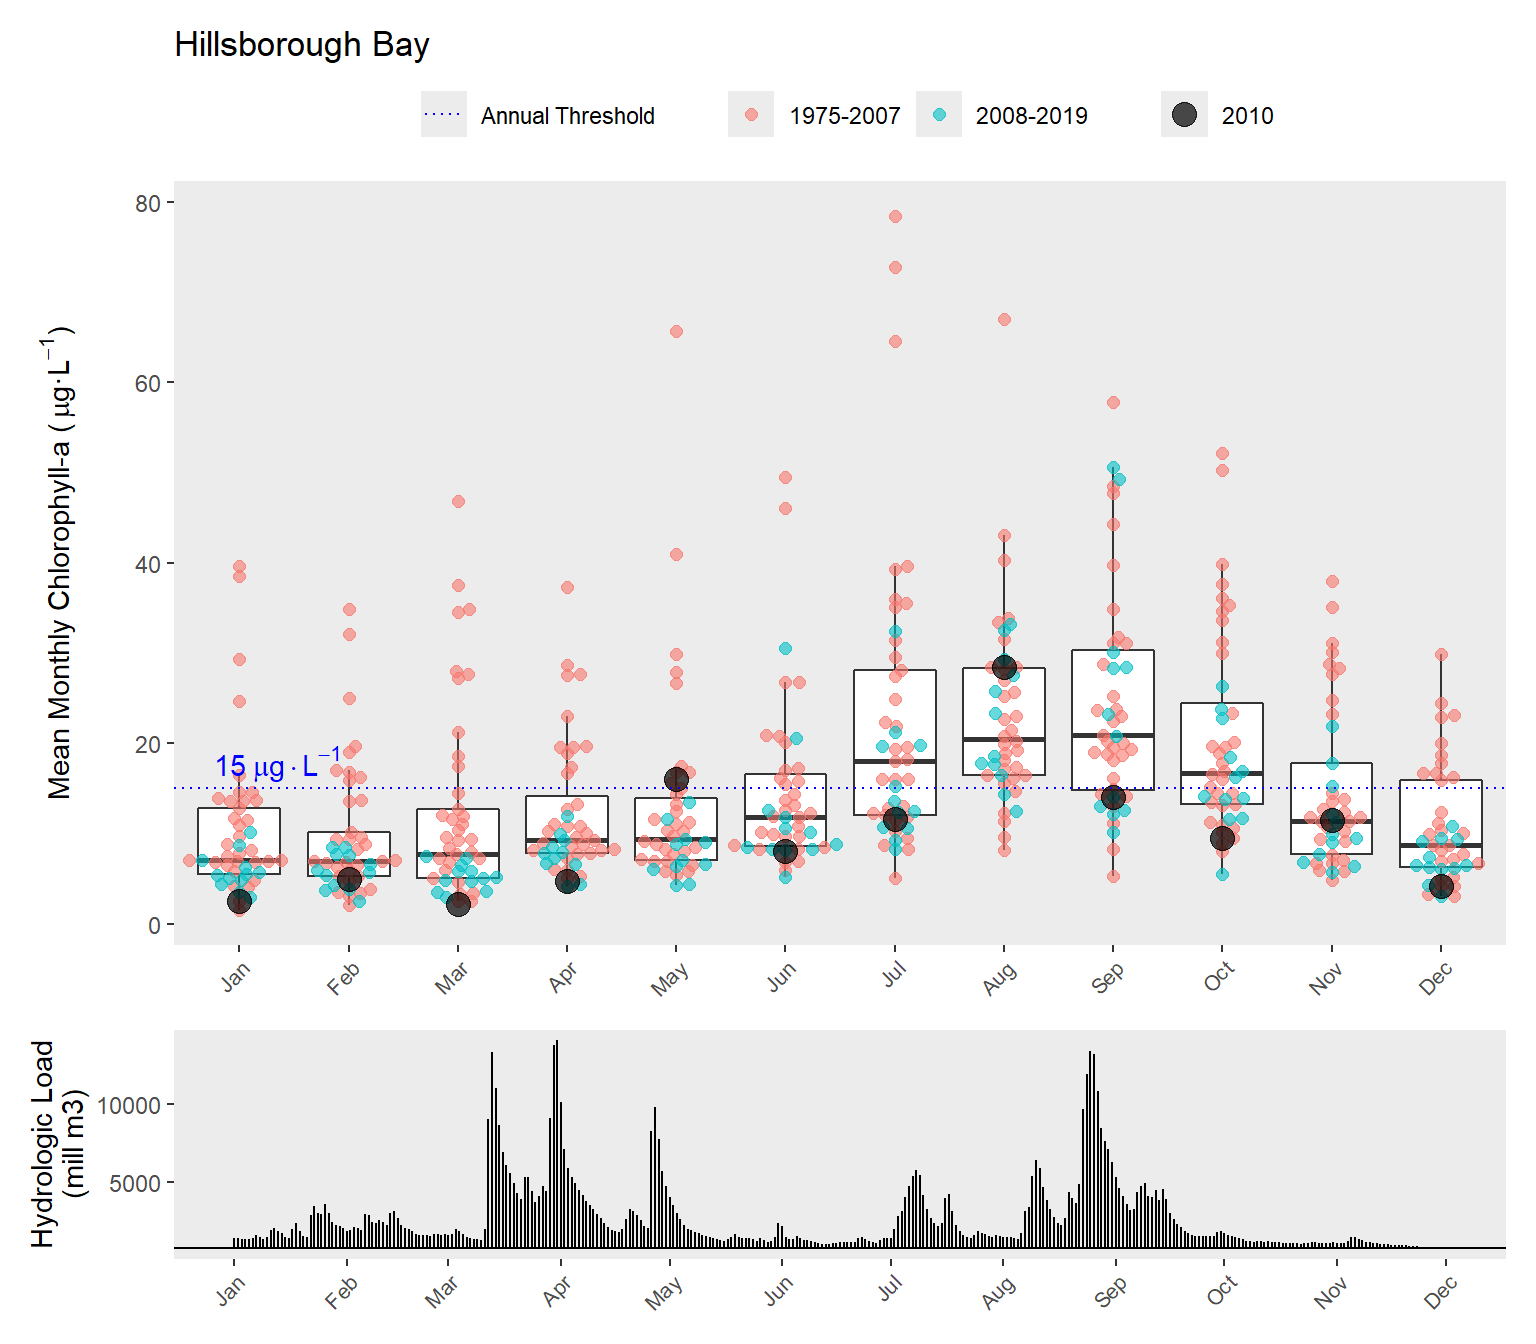 Hillsborough Bay
Annual Threshold 1975-2007 2008-2019 2010
Mean Monthly Chlorophyll-a ( μg·L⁻¹)
80
60
40
20
0
15 μg·L⁻¹
Jan Feb Mar Apr May Jun Jul Aug Sep Oct Nov Dec
Hydrologic Load
(mill m3)
10000
5000
Jan Feb Mar Apr May Jun Jul Aug Sep Oct Nov Dec